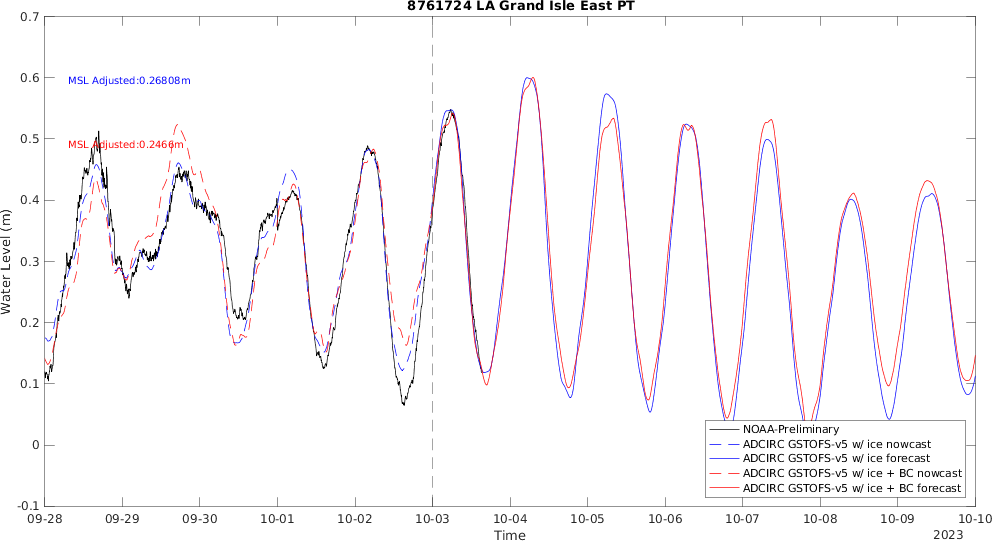 8761724 LA Grand Isle East PT
0.7
0.6
0.5
0.4
0.3
0.2
0.1
0
-0.1
Water Level (m)
MSL Adjusted:0.26808m
MSL Adjusted:0.2466m
NOAA-Preliminary
ADCIRC GSTOFS-v5 w/ ice nowcast
ADCIRC GSTOFS-v5 w/ ice forecast
ADCIRC GSTOFS-v5 w/ ice + BC nowcast
ADCIRC GSTOFS-v5 w/ ice + BC forecast
09-28 09-29 09-30 10-01 10-02 10-03 10-04 10-05 10-06 10-07 10-08 10-09 10-10
Time
2023